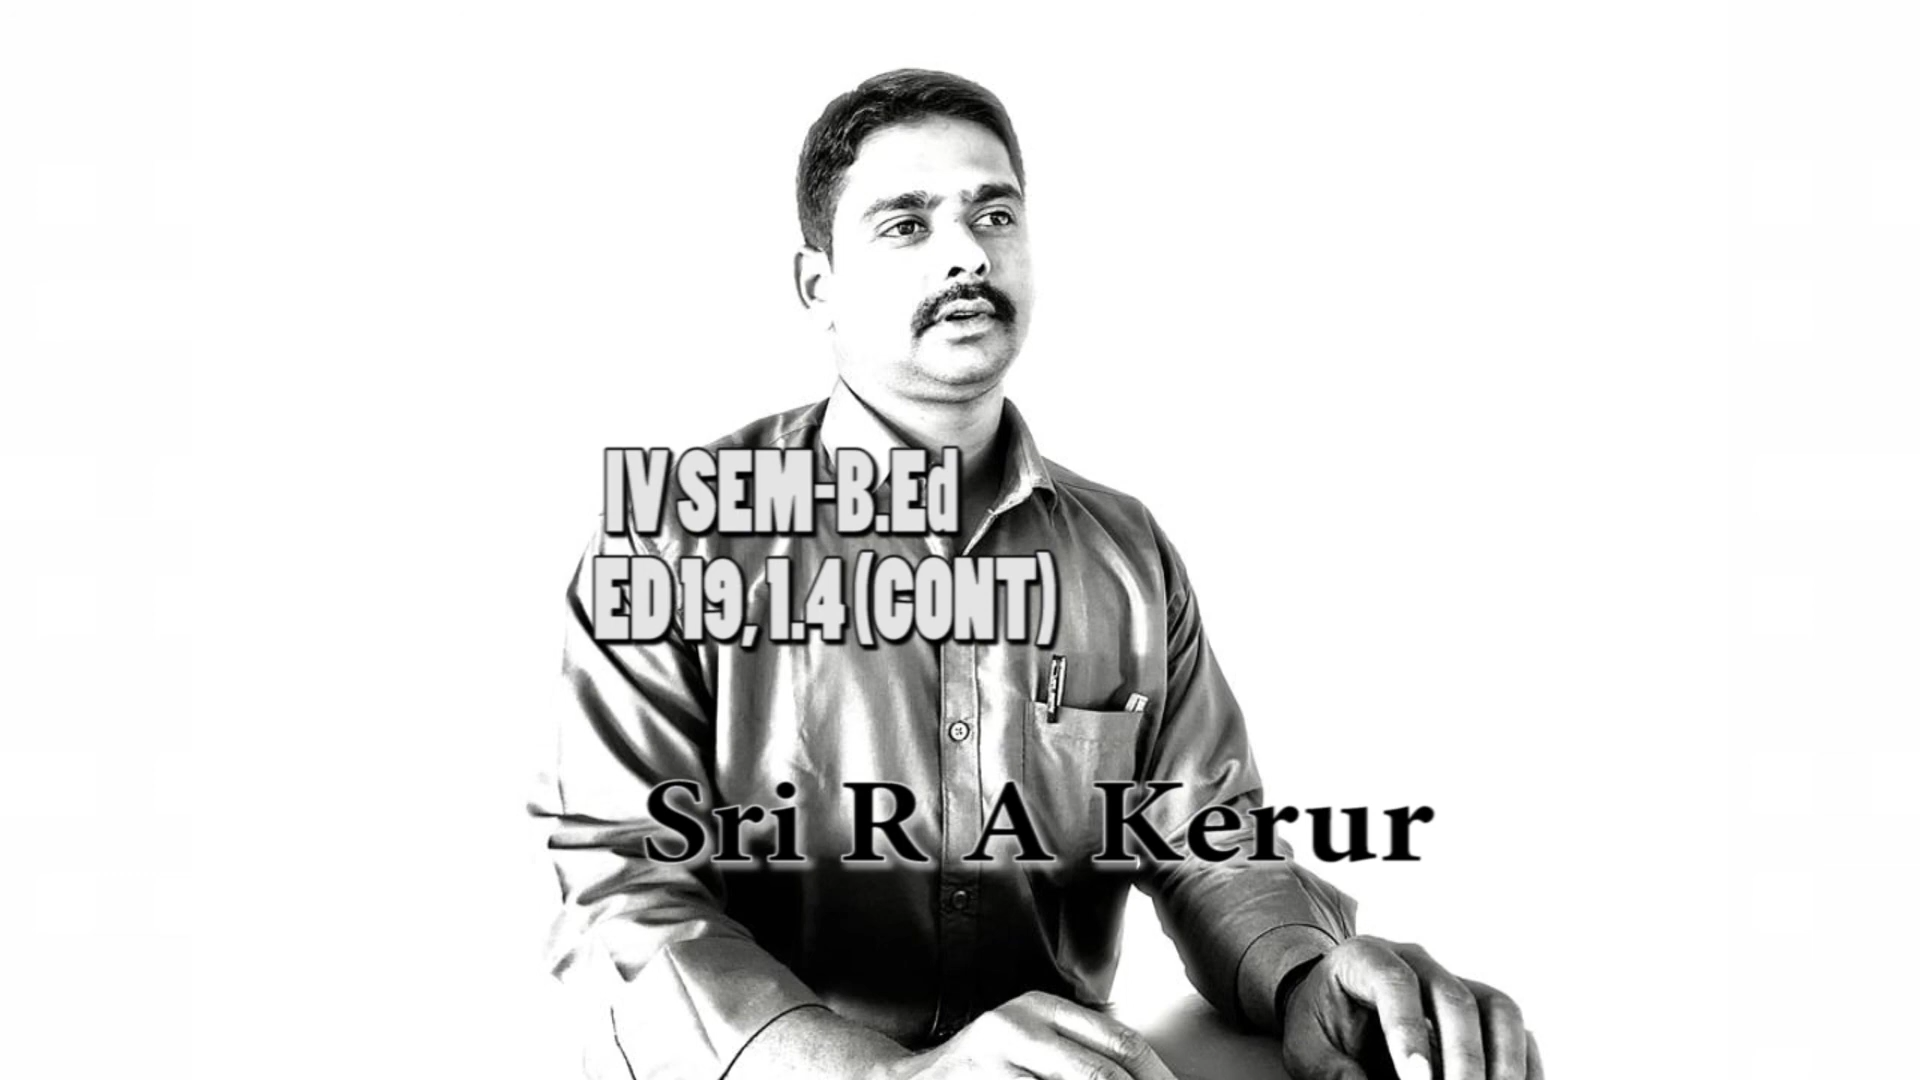 IV SEM-B.Ed
ED 19, 1.4 (CONT)
Sri R A Kerur